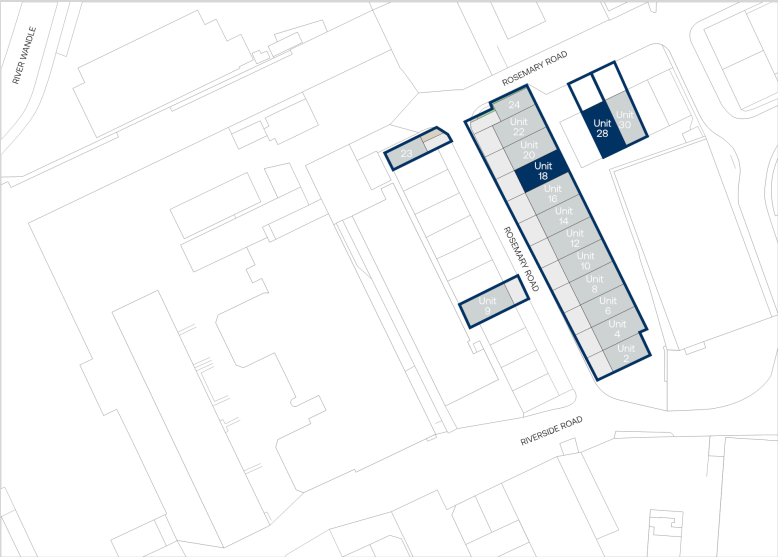 RIVER WANDLE
ROSEMARY ROAD
24
Unit
22
Unit
20
Unit
18
Unit
16
Unit
14
Unit
12
Unit
10
Unit
8
Unit
6
Unit
4
Unit
2
Unit
28
Unit
30
23
ROSEMARY ROAD
Unit
9
RIVERSIDE ROAD